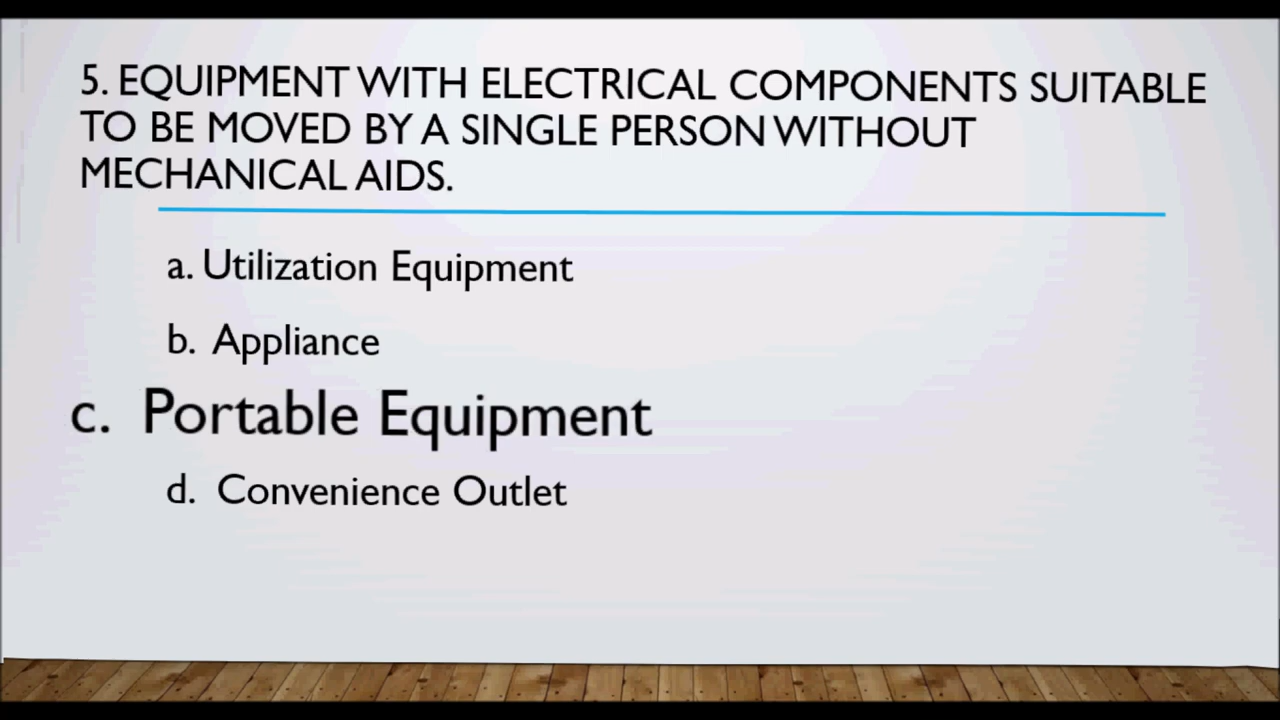 5. EQUIPMENT WITH ELECTRICAL COMPONENTS SUITABLE
TO BE MOVED BY A SINGLE PERSON WITHOUT
MECHANICAL AIDS.
a. Utilization Equipment
b. Appliance
c. Portable Equipment
d. Convenience Outlet